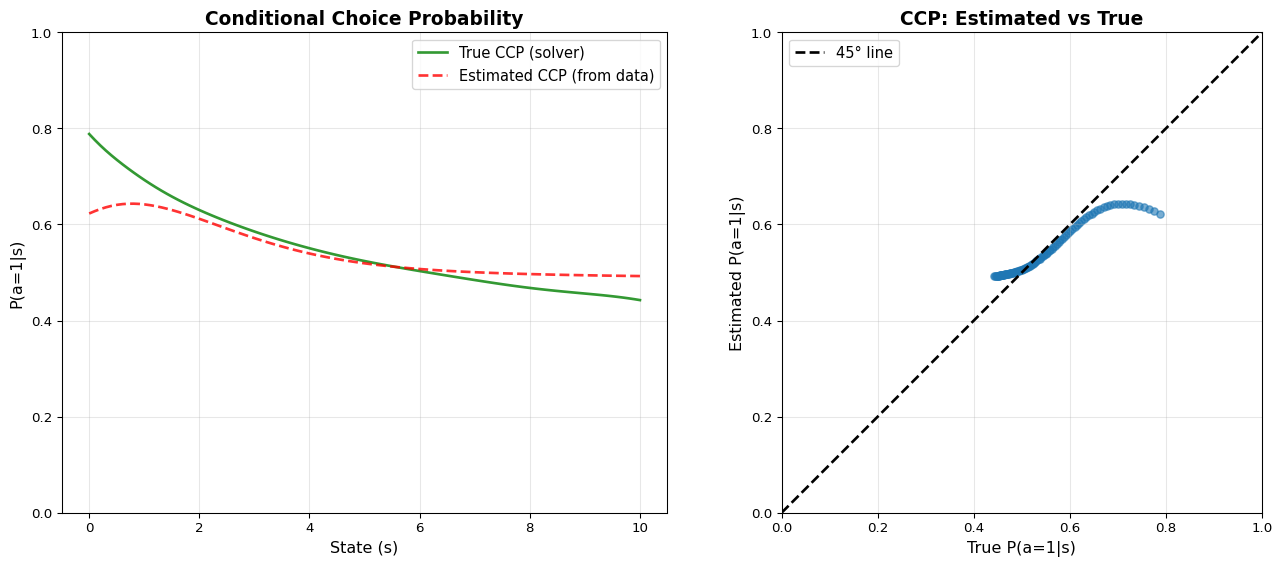 Conditional Choice Probability
True CCP (solver)
Estimated CCP (from data)
P(a=1|s)
1.0
0.8
0.6
0.4
0.2
0.0
0 2 4 6 8 10
State (s)
CCP: Estimated vs True
45° line
Estimated P(a=1|s)
1.0
0.8
0.6
0.4
0.2
0.0
0.0 0.2 0.4 0.6 0.8 1.0
True P(a=1|s)